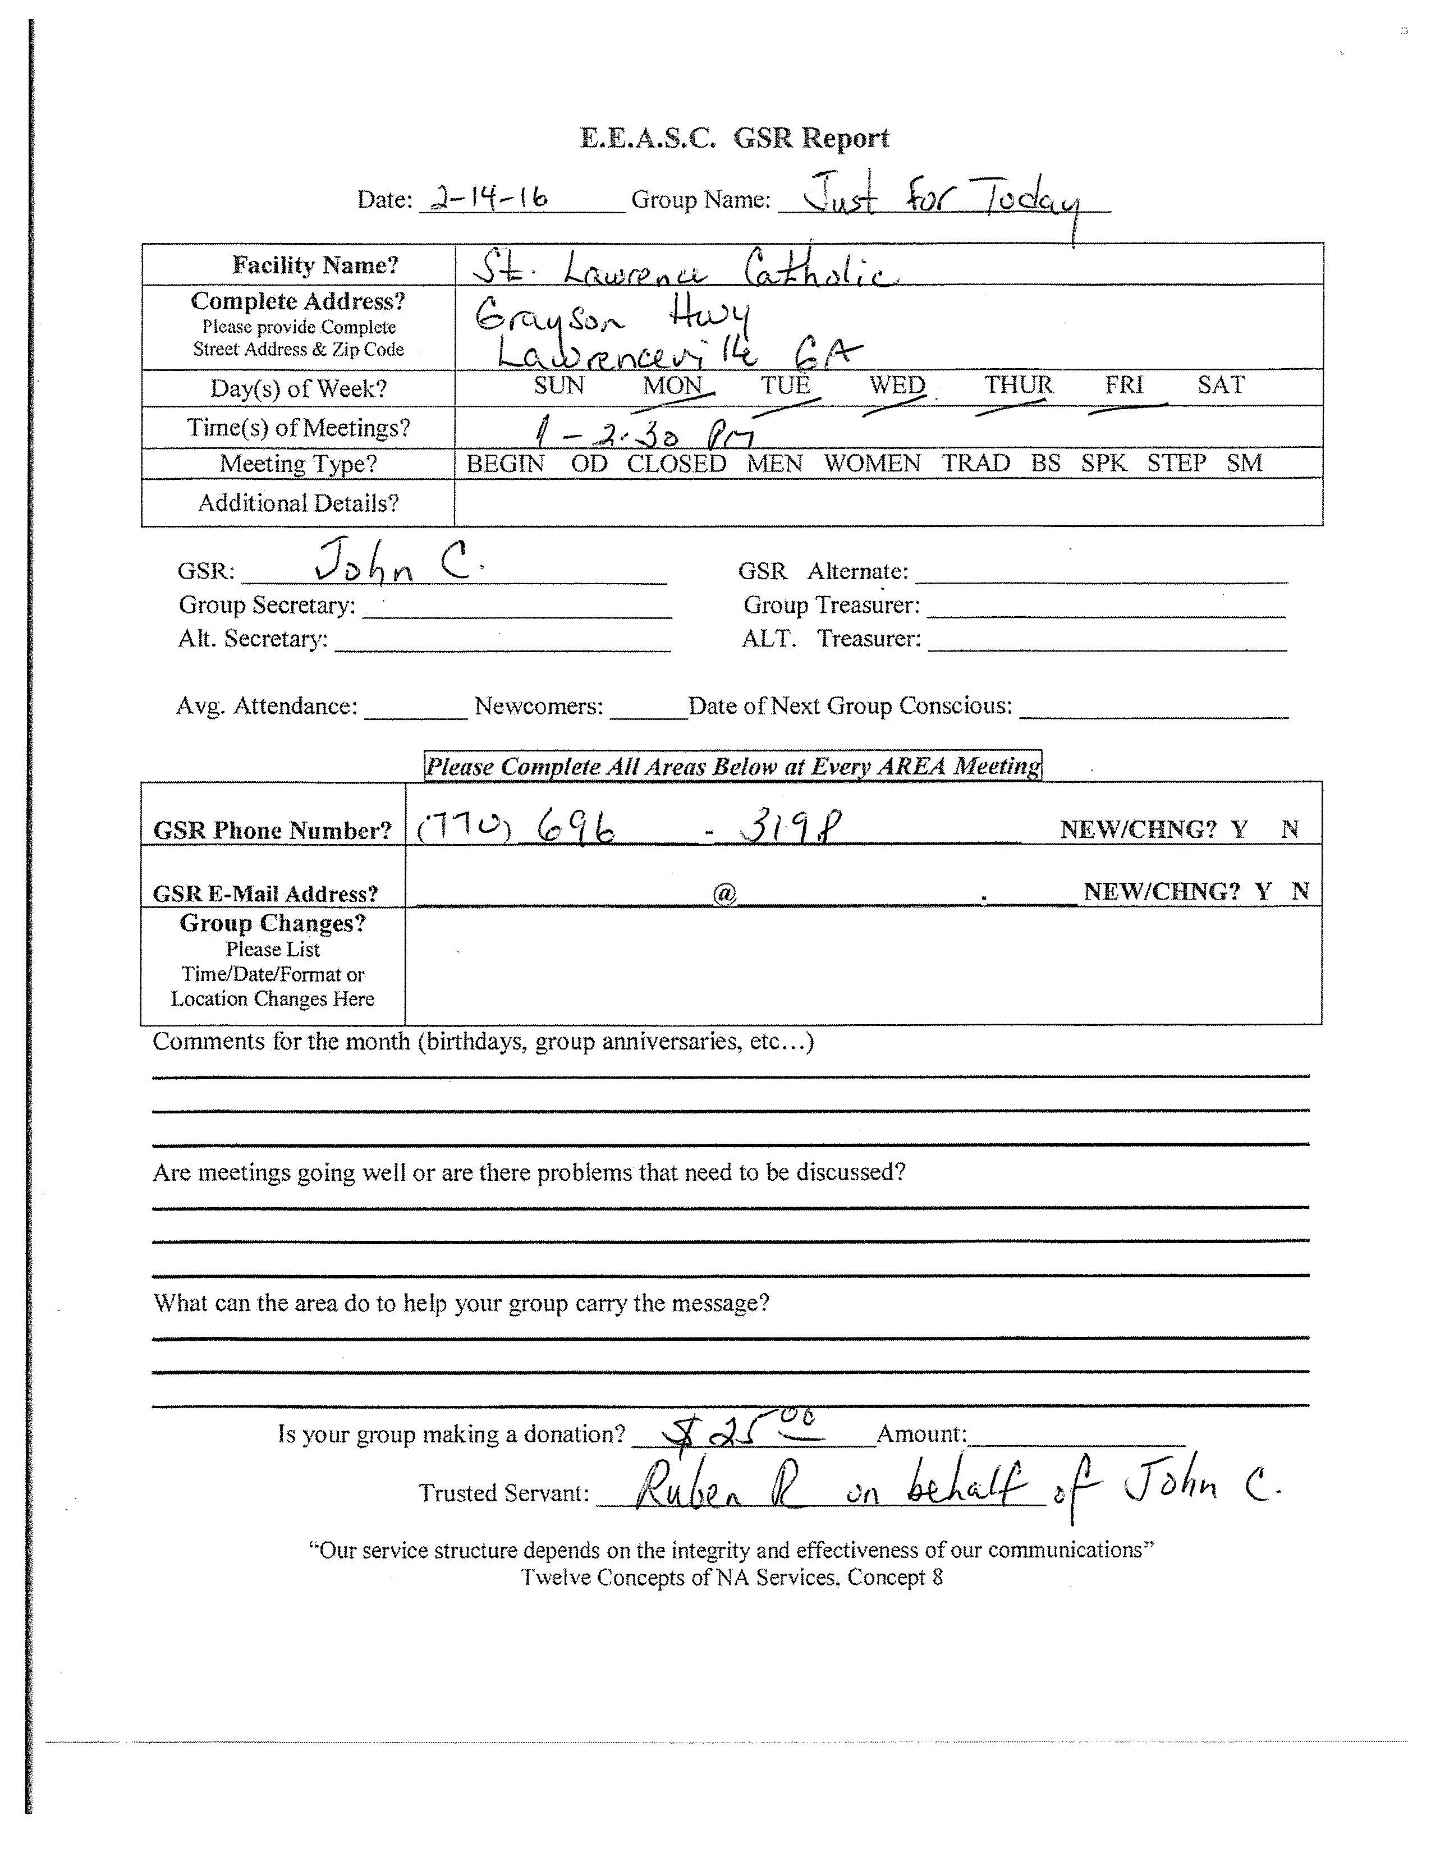 E.E.A.S.C. GSR Report
Date: 2-14-16 Group Name: Just for Today
Facility Name? St. Lawrence Catholic
Complete Address? Grayson Hwy
Please provide Complete
Street Address & Zip Code Lawrenceville GA
Day(s) of Week? SUN MON TUE WED THUR FRI SAT
Time(s) of Meetings? 1 - 2:30 PM
Meeting Type? BEGIN OD CLOSED MEN WOMEN TRAD BS SPK STEP SM
Additional Details?
GSR: John C. GSR Alternate:
Group Secretary: Group Treasurer:
Alt. Secretary: ALT. Treasurer:
Avg. Attendance: Newcomers: Date of Next Group Conscious:
Please Complete All Areas Below at Every AREA Meeting
GSR Phone Number? (770) 696 - 3198 NEW/CHNG? Y N
GSR E-Mail Address? @ . NEW/CHNG? Y N
Group Changes?
Please List
Time/Date/Format or
Location Changes Here
Comments for the month (birthdays, group anniversaries, etc…)
Are meetings going well or are there problems that need to be discussed?
What can the area do to help your group carry the message?
Is your group making a donation? $ 25 00 Amount:
Trusted Servant: Ruben R on behalf of John C.
“Our service structure depends on the integrity and effectiveness of our communications”
Twelve Concepts of NA Services, Concept 8